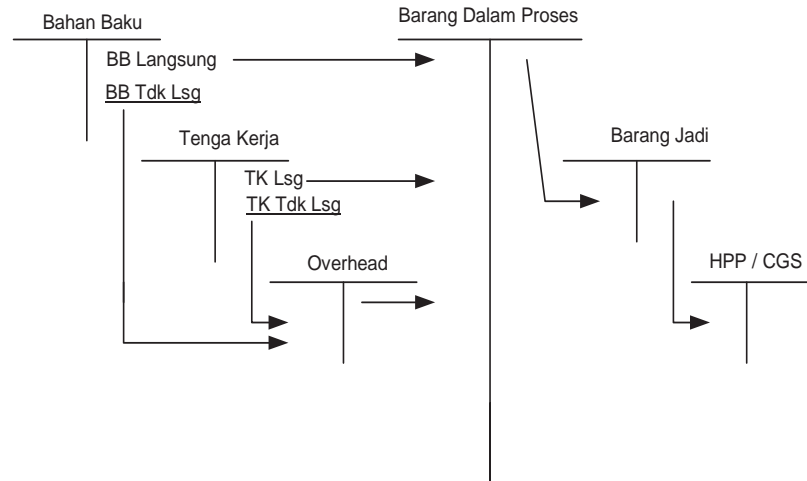 Bahan Baku
Barang Dalam Proses
BB Langsung
BB Tdk Lsg
Tenga Kerja
Barang Jadi
TK Lsg
TK Tdk Lsg
Overhead
HPP / CGS